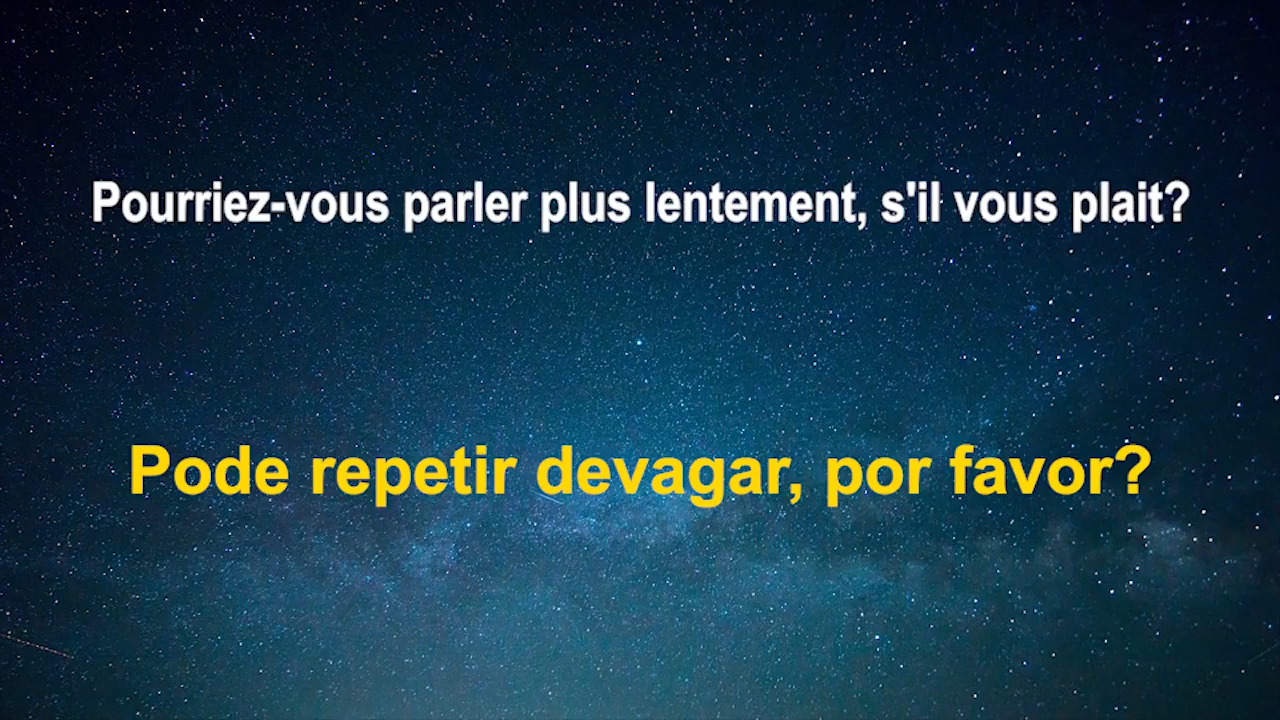 Pourriez-vous parler plus lentement, s'il vous plait?
Pode repetir devagar, por favor?